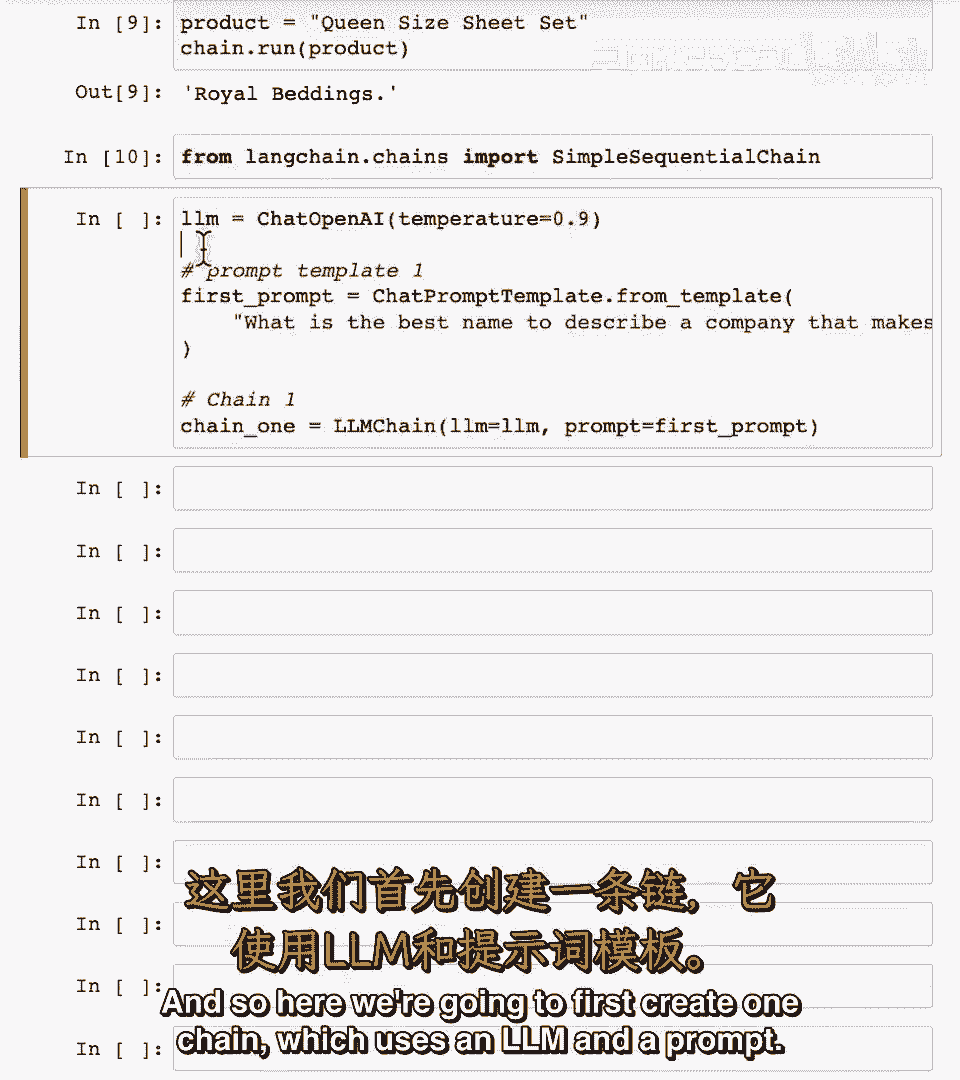 In [9]: product = "Queen Size Sheet Set"
chain.run(product)
Out[9]: 'Royal Beddings.'
In [10]: from langchain.chains import SimpleSequentialChain
In [ ]: llm = ChatOpenAI(temperature=0.9)
# prompt template 1
first_prompt = ChatPromptTemplate.from_template(
"What is the best name to describe a company that makes
)
# Chain 1
chain_one = LLMChain(llm=llm, prompt=first_prompt)
In [ ]:
In [ ]:
In [ ]:
In [ ]:
In [ ]:
In [ ]:
In [ ]:
In [ ]:
In [ ]:
In [ ]:
这里我们首先创建一条链，它
使用LLM和提示词模板。
And so here we're going to first create one
chain, which uses an LLM and a prompt.